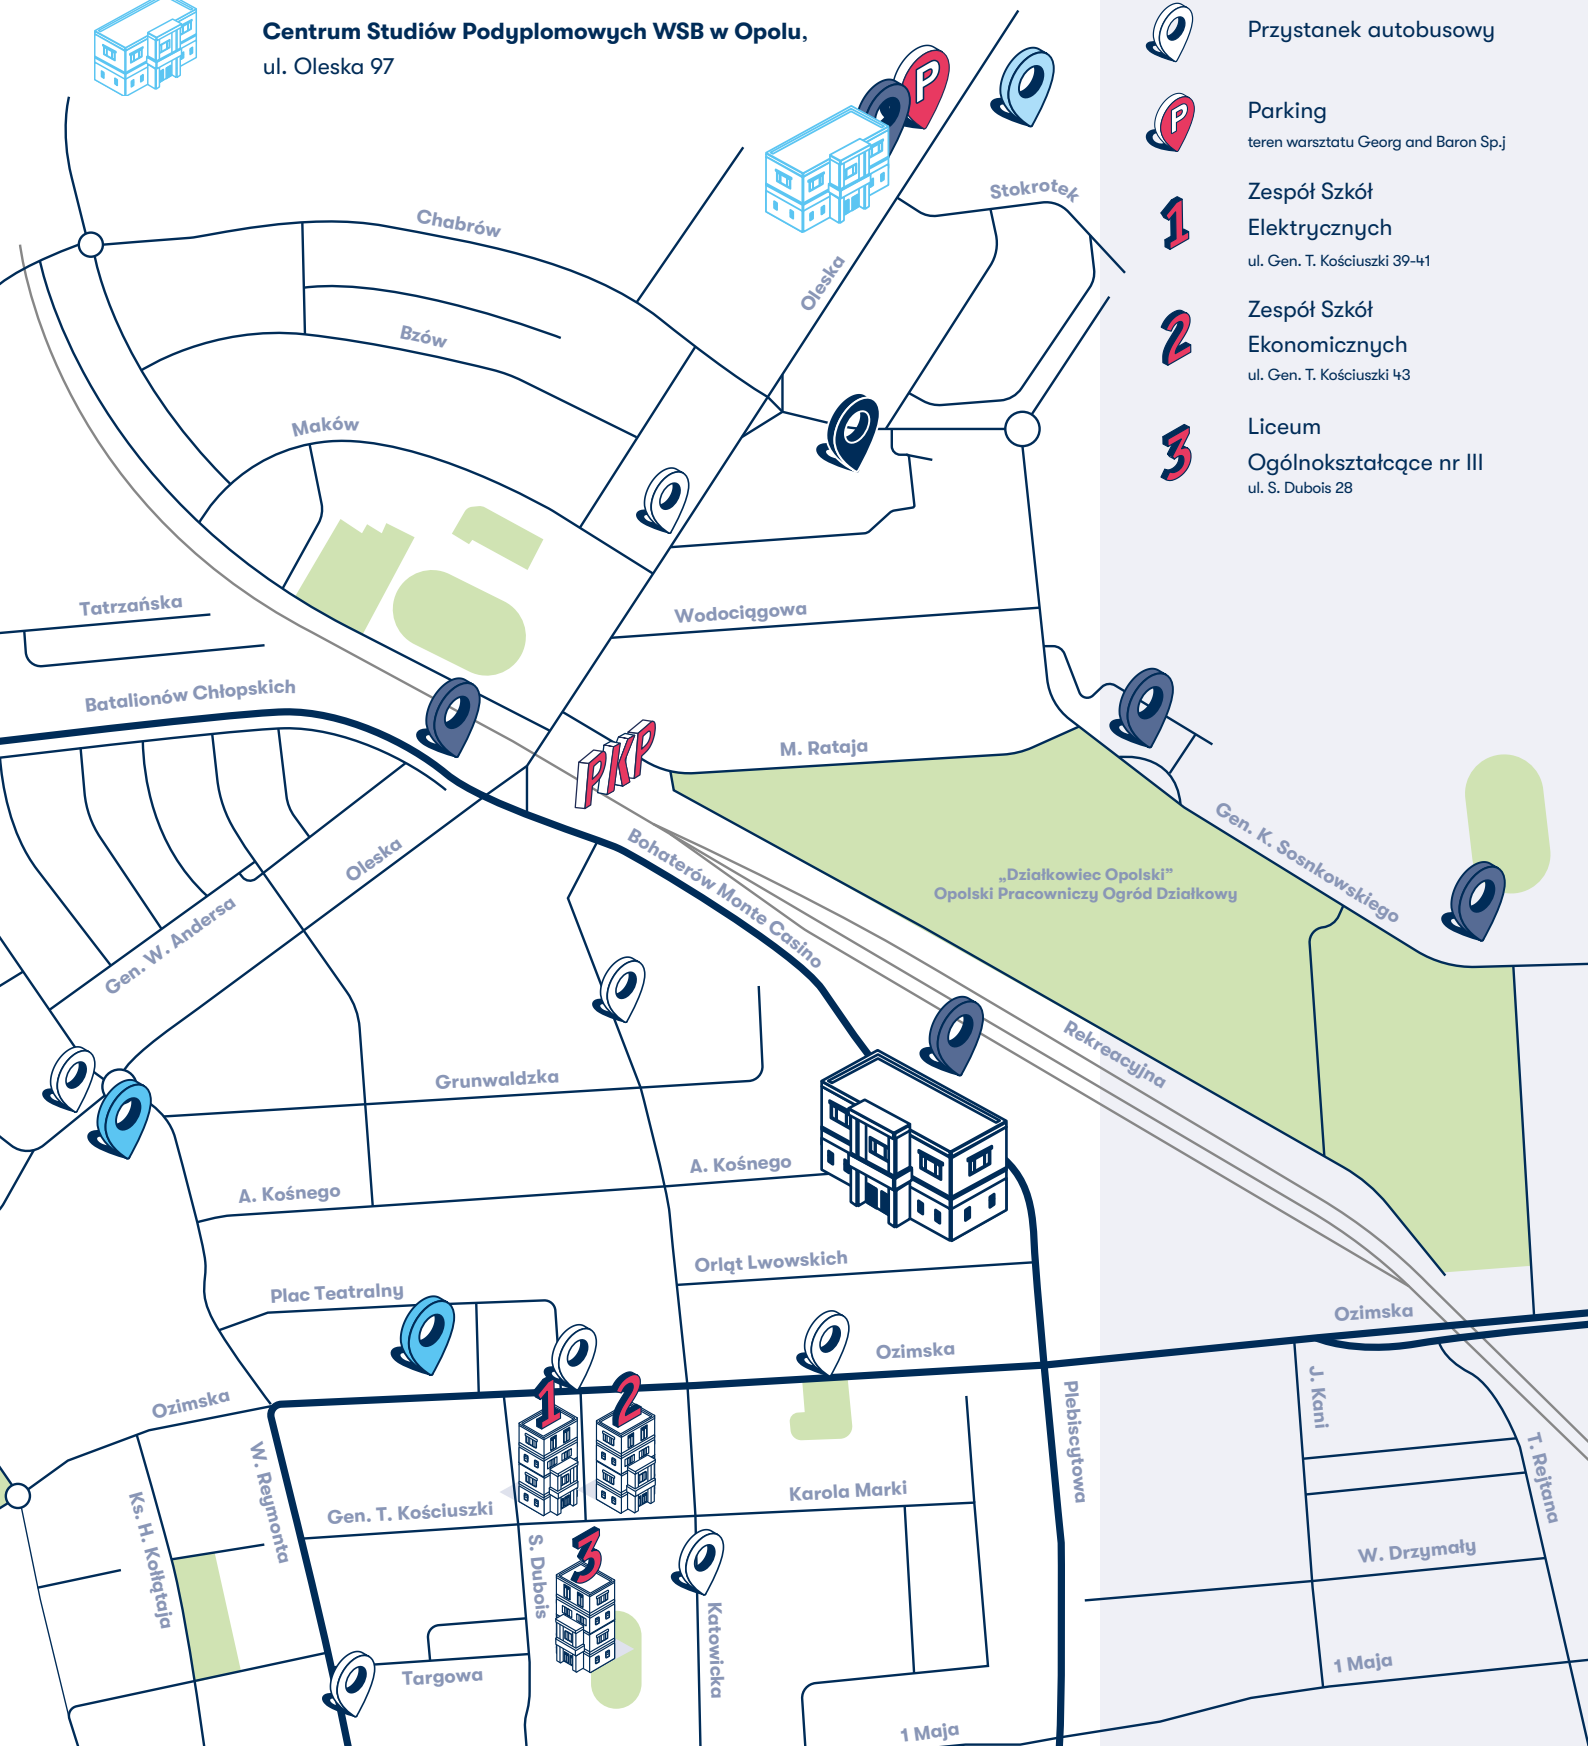 Centrum Studiów Podyplomowych WSB w Opolu,
ul. Oleska 97
Przystanek autobusowy
P
Parking
teren warsztatu Georg and Baron Sp.j
1
Zespół Szkół
Elektrycznych
ul. Gen. T. Kościuszki 39-41
2
Zespół Szkół
Ekonomicznych
ul. Gen. T. Kościuszki 43
3
Liceum
Ogólnokształcące nr III
ul. S. Dubois 28
P
Stokrotek
Chabrów
Oleska
Bzów
Maków
Tatrzańska
Wodociągowa
Batalionów Chłopskich
PKP
M. Rataja
Gen. K. Sosnkowskiego
Oleska
Bohaterów Monte Casino
„Działkowiec Opolski”
Opolski Pracowniczy Ogród Działkowy
Gen. W. Andersa
Rekreacyjna
Grunwaldzka
A. Kośnego
A. Kośnego
Orląt Lwowskich
Plac Teatralny
Ozimska
Ozimska
Ozimska
1
2
J. Kani
Plebiscytowa
T. Rejtana
W. Reymonta
Ks. H. Kołłątaja
Gen. T. Kościuszki
Karola Marki
S. Dubois
3
W. Drzymały
Katowicka
Targowa
1 Maja
1 Maja